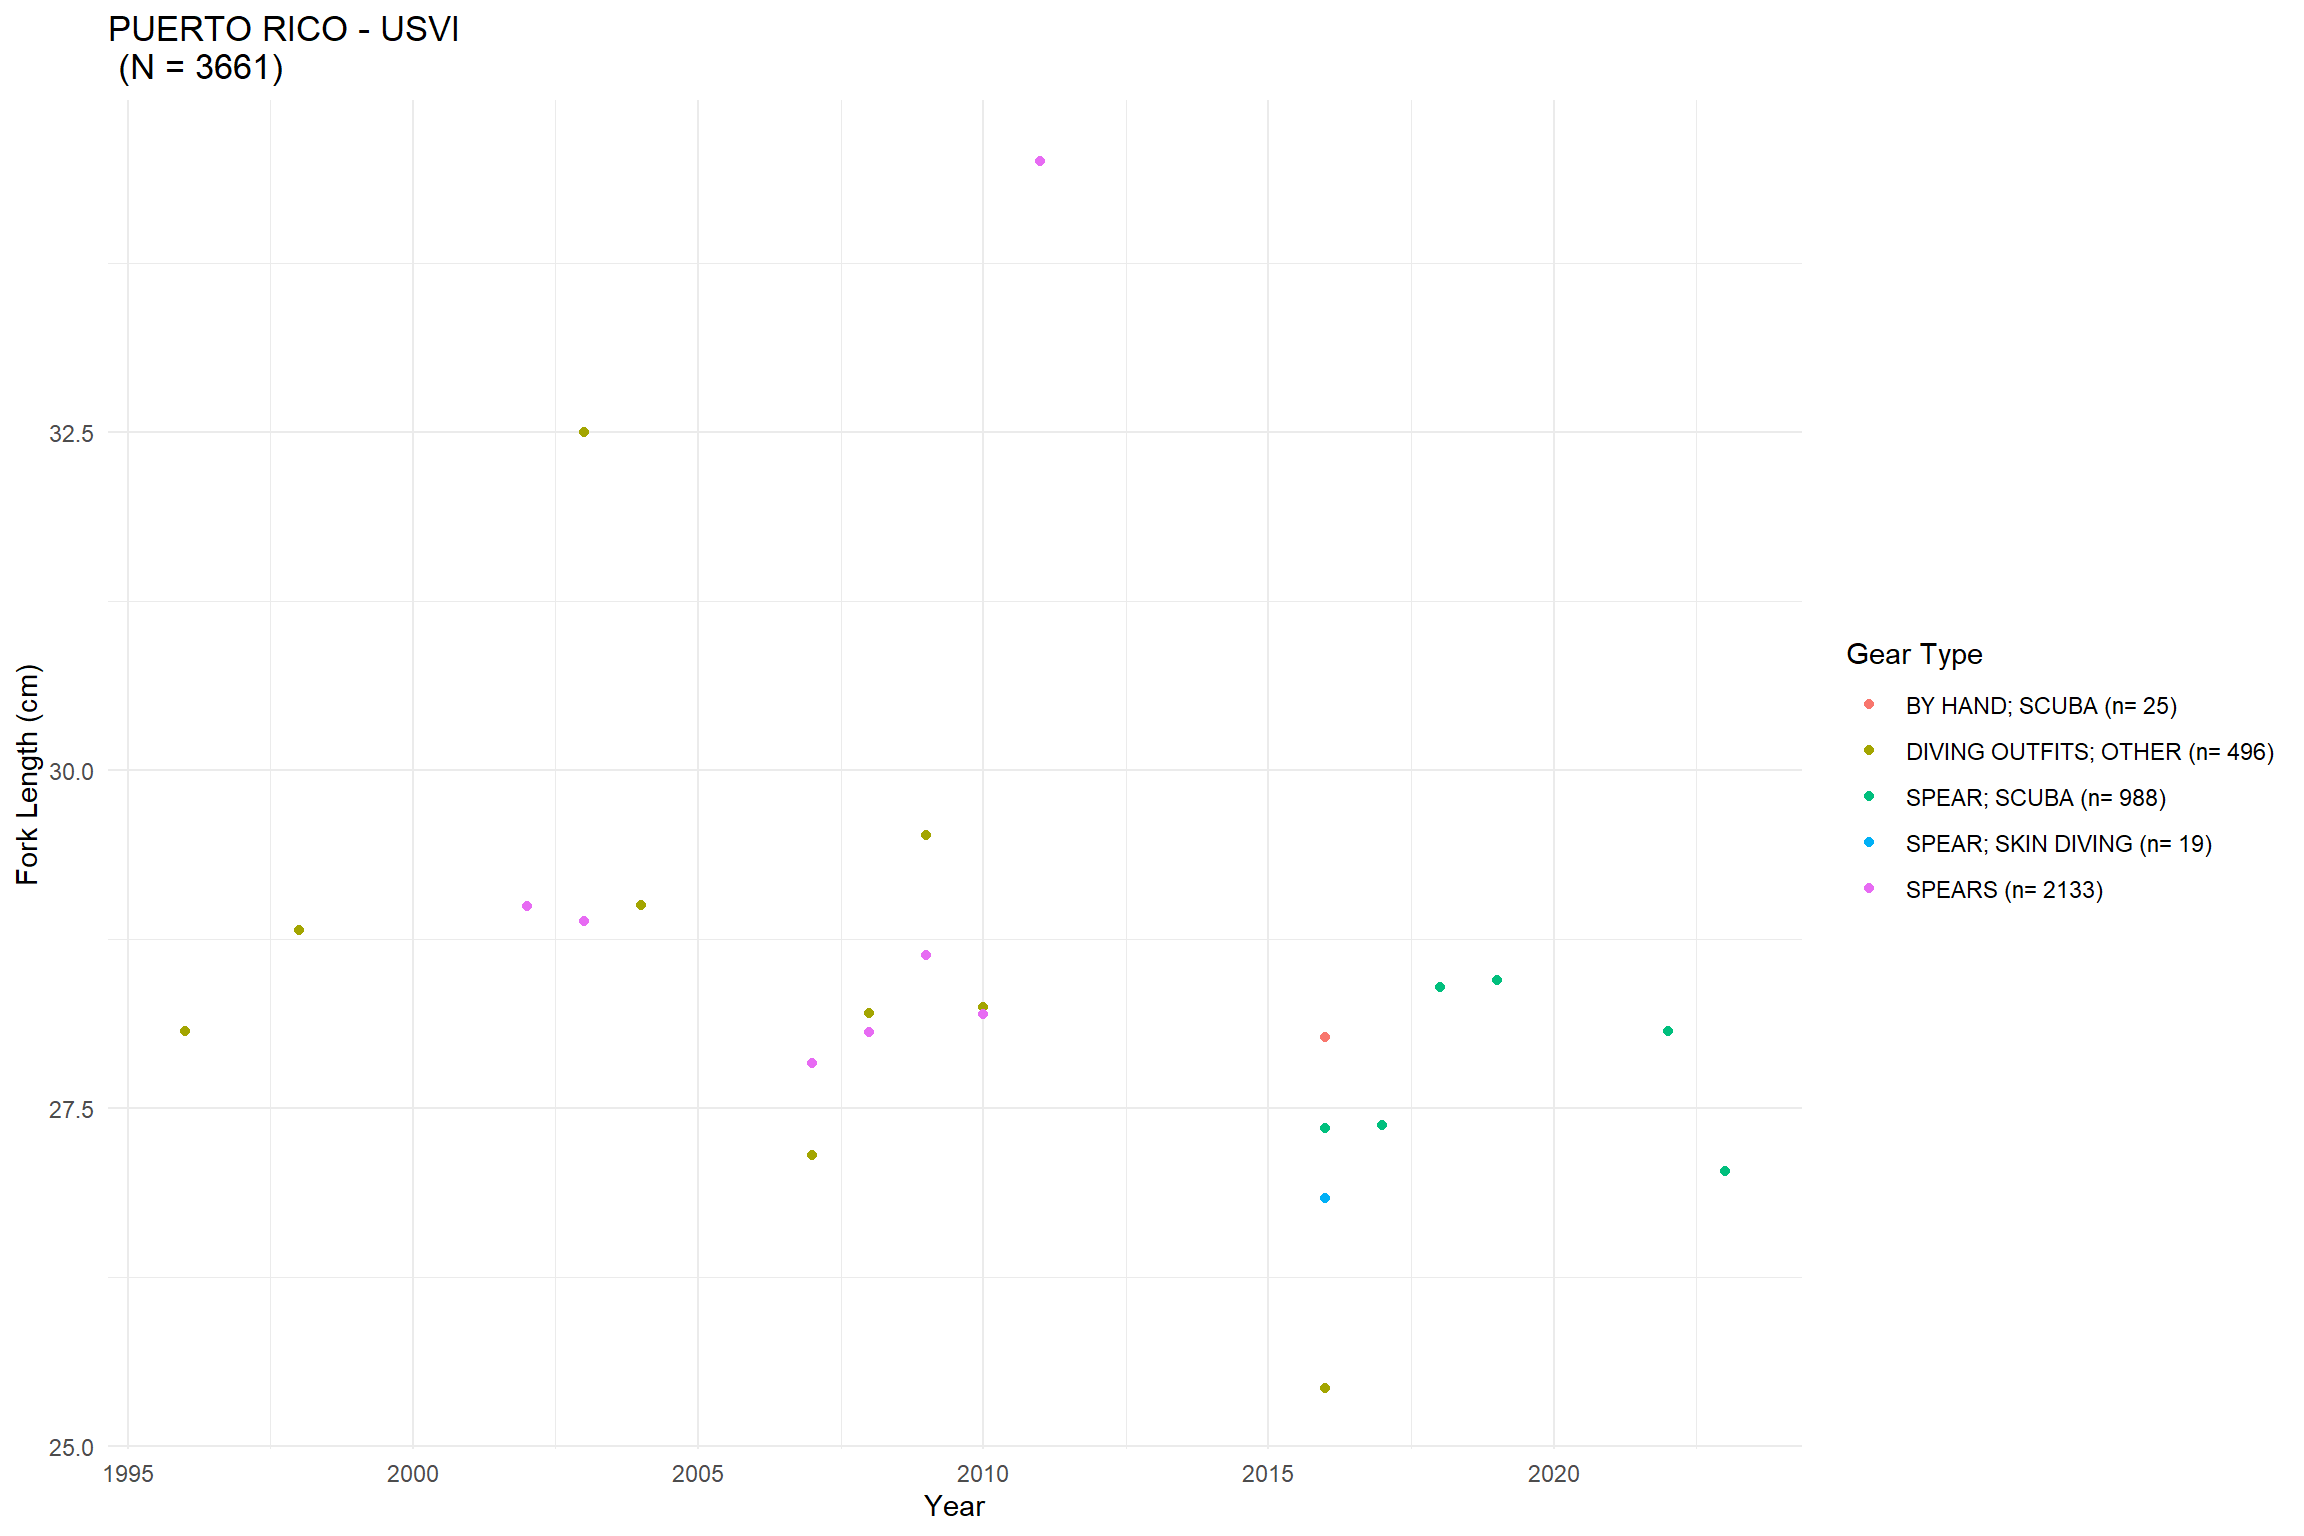 PUERTO RICO - USVI
(N = 3661)
32.5
30.0
27.5
25.0
Fork Length (cm)
1995 2000 2005 2010 2015 2020
Year
Gear Type
BY HAND; SCUBA (n= 25)
DIVING OUTFITS; OTHER (n= 496)
SPEAR; SCUBA (n= 988)
SPEAR; SKIN DIVING (n= 19)
SPEARS (n= 2133)